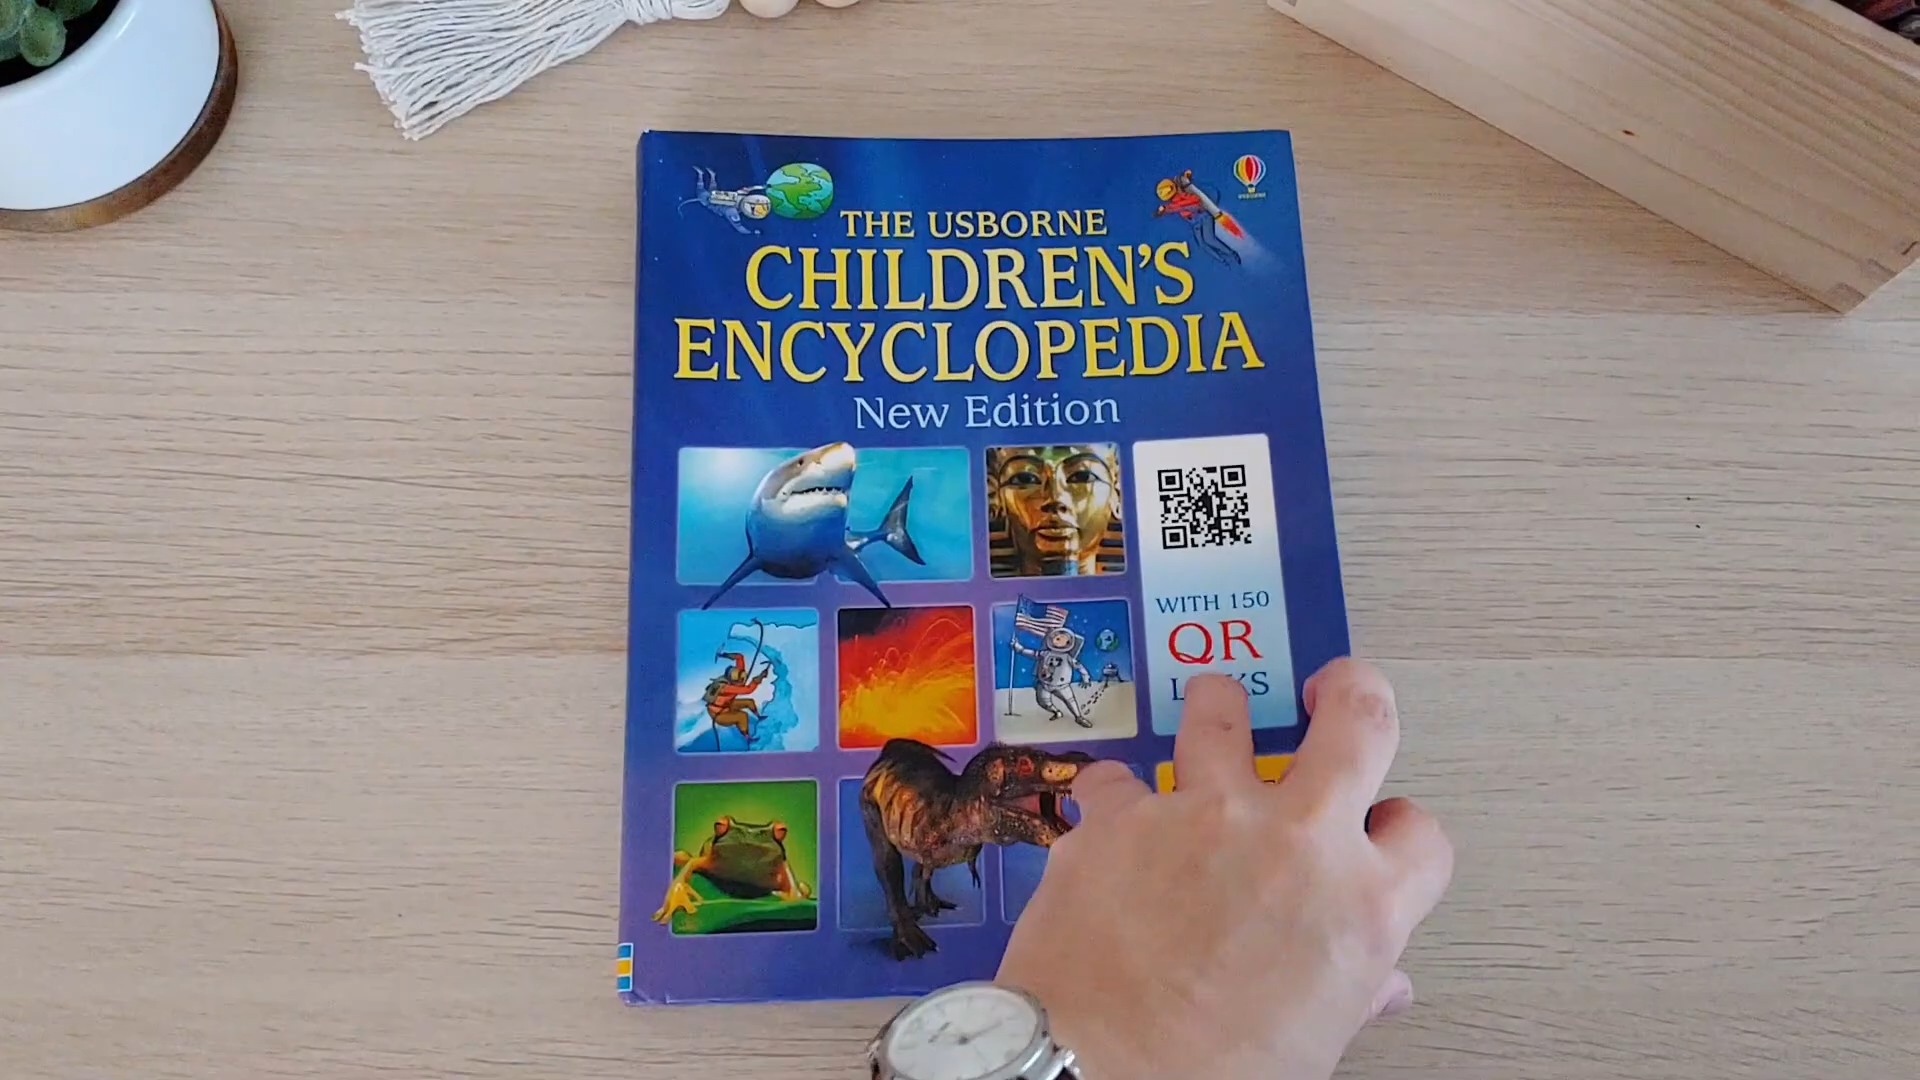 THE USBORNE
CHILDREN'S
ENCYCLOPEDIA
New Edition
WITH 150
QR